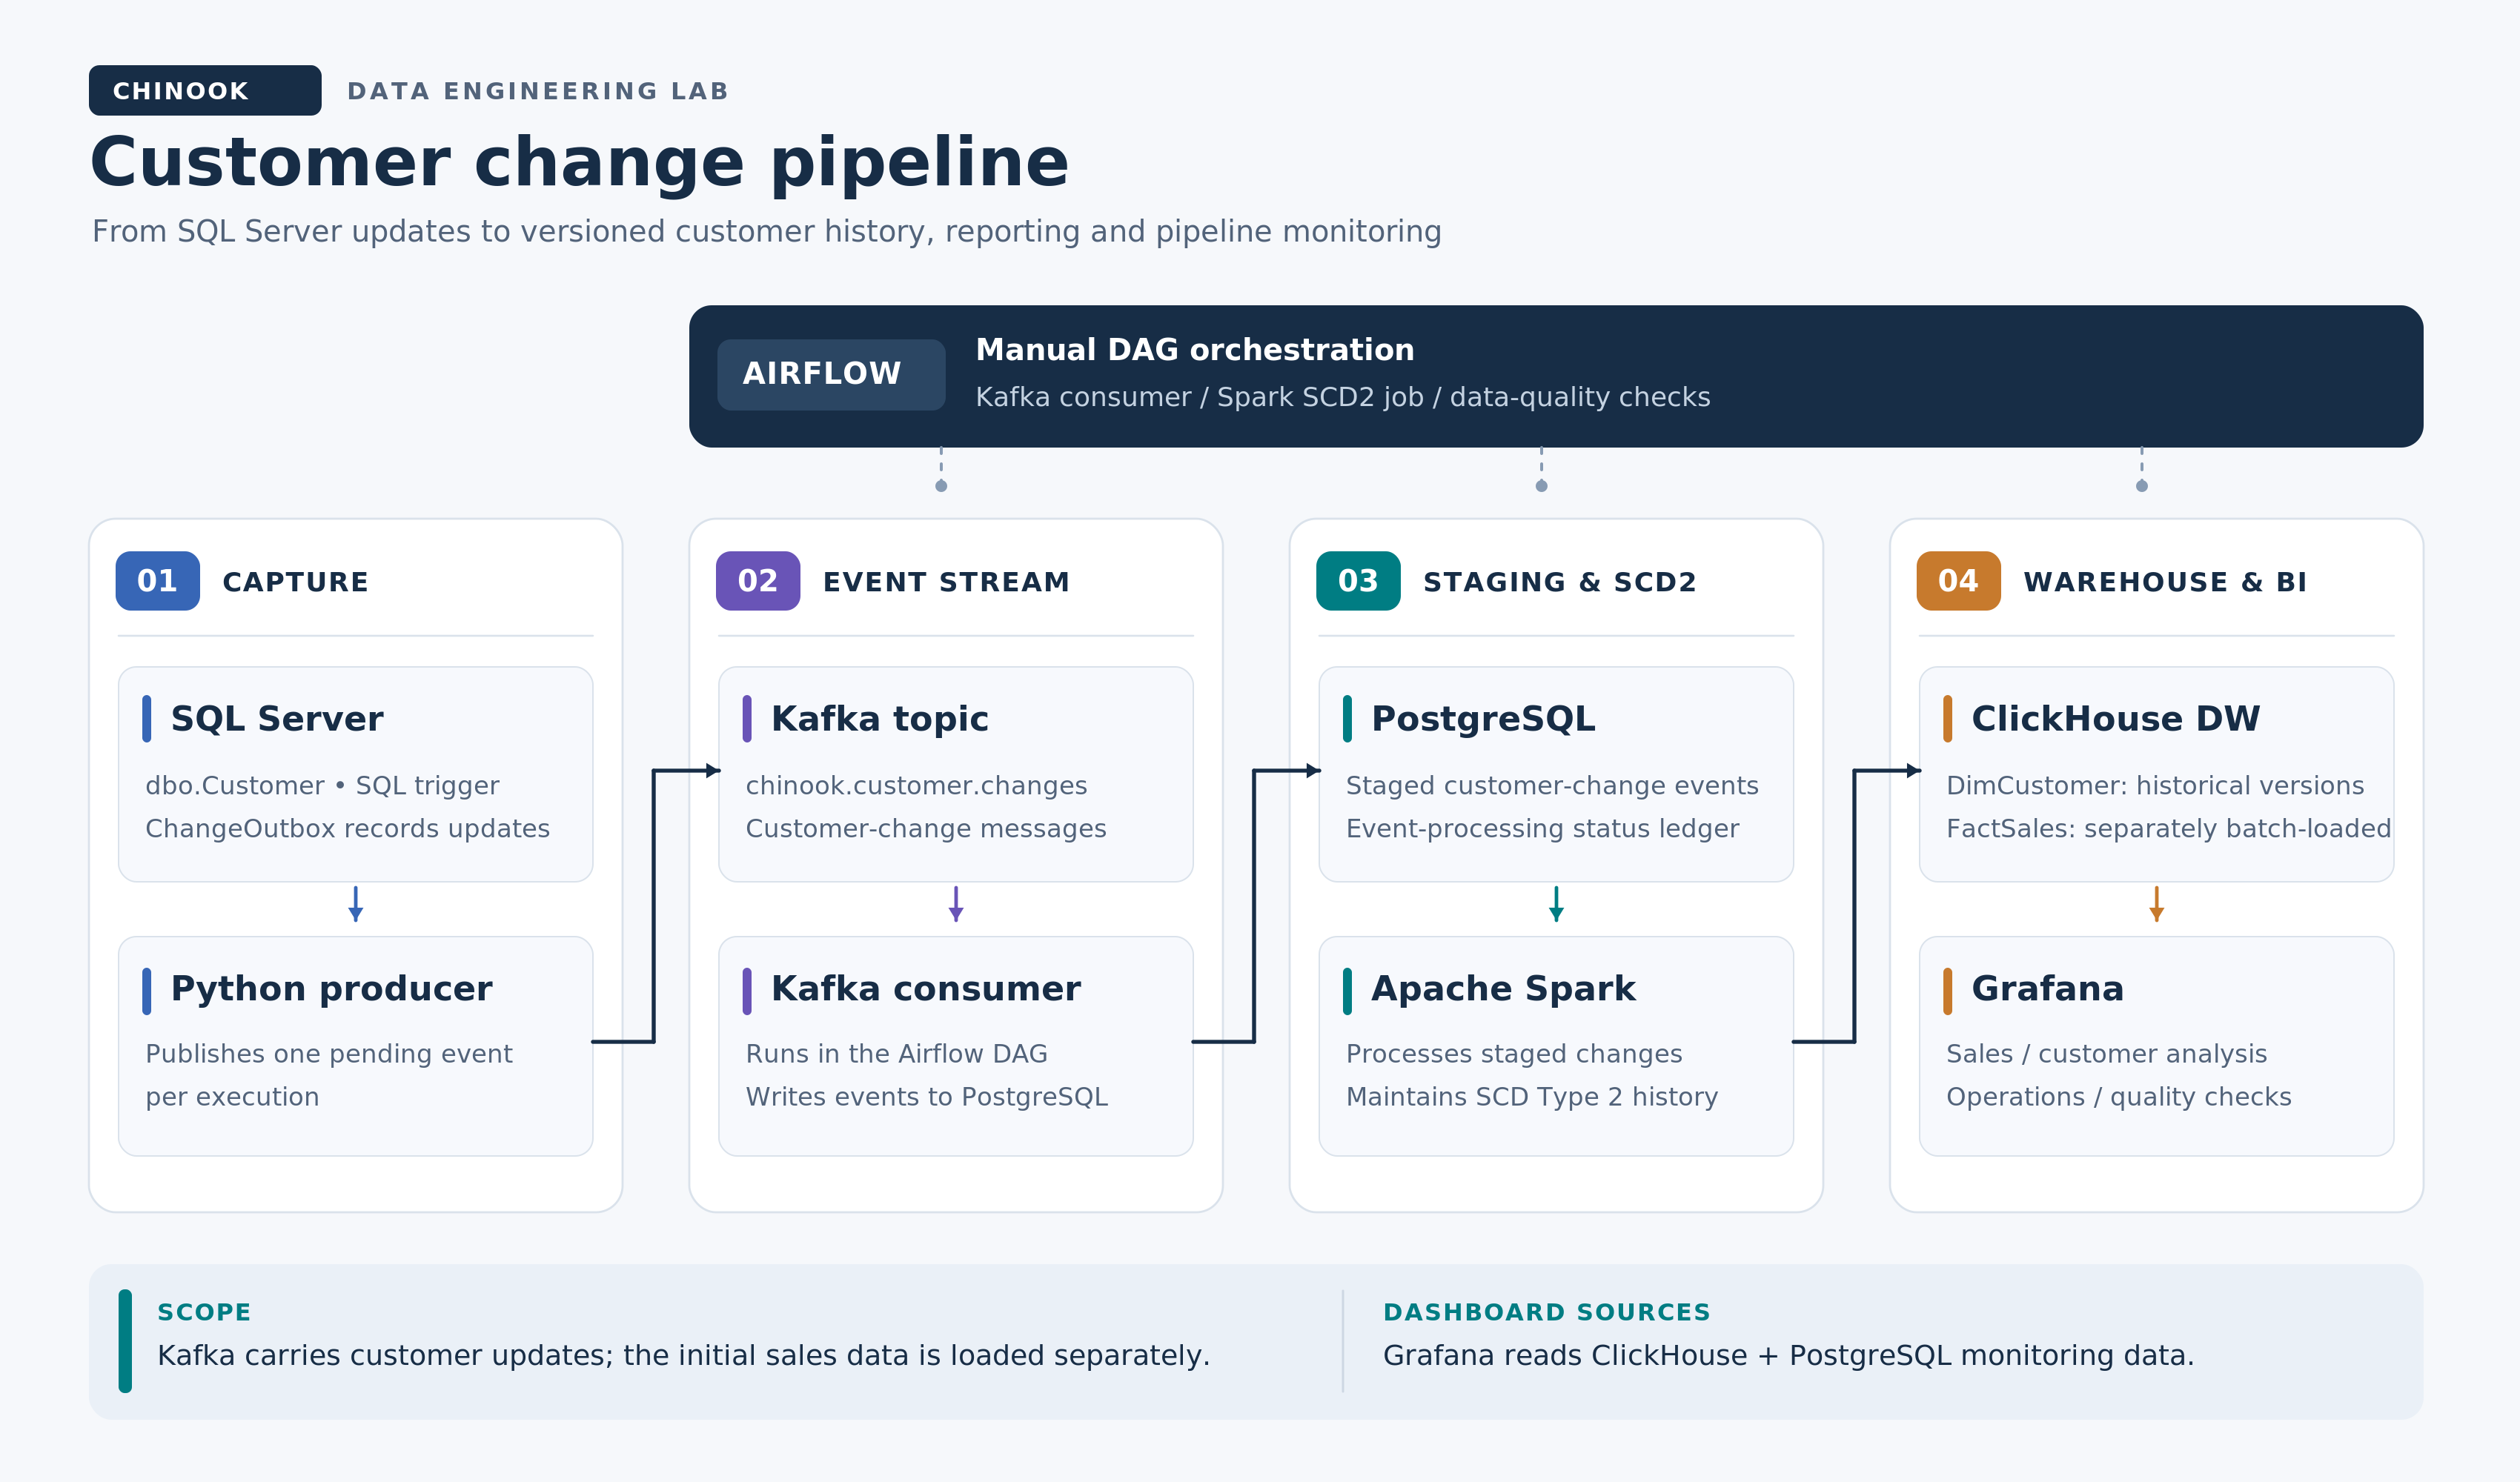 CHINOOK
DATA ENGINEERING LAB
Customer change pipeline
From SQL Server updates to versioned customer history, reporting and pipeline monitoring
AIRFLOW
Manual DAG orchestration
Kafka consumer / Spark SCD2 job / data-quality checks
01 CAPTURE
SQL Server
dbo.Customer • SQL trigger
ChangeOutbox records updates
Python producer
Publishes one pending event
per execution
02 EVENT STREAM
Kafka topic
chinook.customer.changes
Customer-change messages
Kafka consumer
Runs in the Airflow DAG
Writes events to PostgreSQL
03 STAGING & SCD2
PostgreSQL
Staged customer-change events
Event-processing status ledger
Apache Spark
Processes staged changes
Maintains SCD Type 2 history
04 WAREHOUSE & BI
ClickHouse DW
DimCustomer: historical versions
FactSales: separately batch-loaded
Grafana
Sales / customer analysis
Operations / quality checks
SCOPE
Kafka carries customer updates; the initial sales data is loaded separately.
DASHBOARD SOURCES
Grafana reads ClickHouse + PostgreSQL monitoring data.